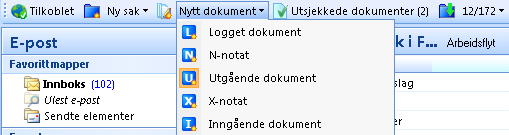 Tilkoblet Ny sak Nytt dokument Utsjekkede dokumenter (2) 12/172
E-post k i F... Arbeidsflyt
Favorittmapper
Innboks (102)
Ulest e-post
Sendte elementer
L Logget dokument
N N-notat
U Utgående dokument
X X-notat
I Inngående dokument
slag
er